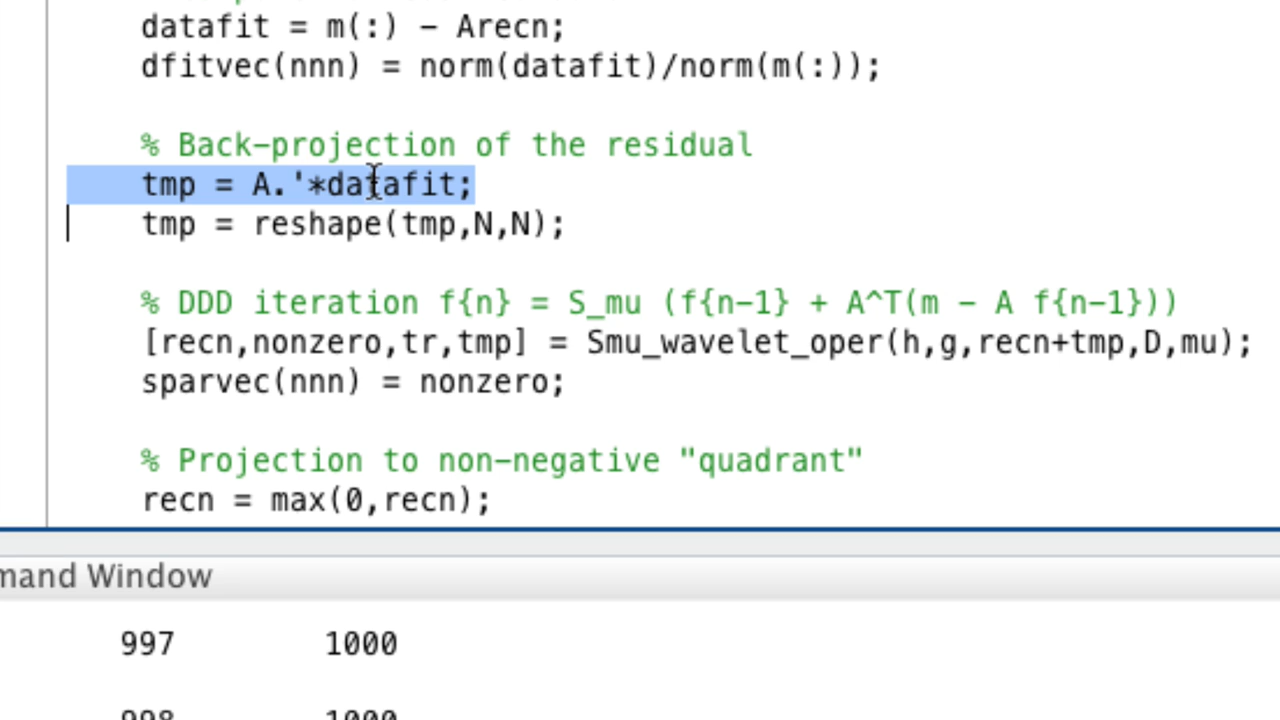 datafit = m(:) - Arecn;
dfitvec(nnn) = norm(datafit)/norm(m(:));
% Back-projection of the residual
tmp = A.'*datafit;
tmp = reshape(tmp,N,N);
% DDD iteration f{n} = S_mu (f{n-1} + A^T(m - A f{n-1}))
[recn,nonzero,tr,tmp] = Smu_wavelet_oper(h,g,recn+tmp,D,mu);
sparvec(nnn) = nonzero;
% Projection to non-negative "quadrant"
recn = max(0,recn);
mand Window
997 1000
998 1000